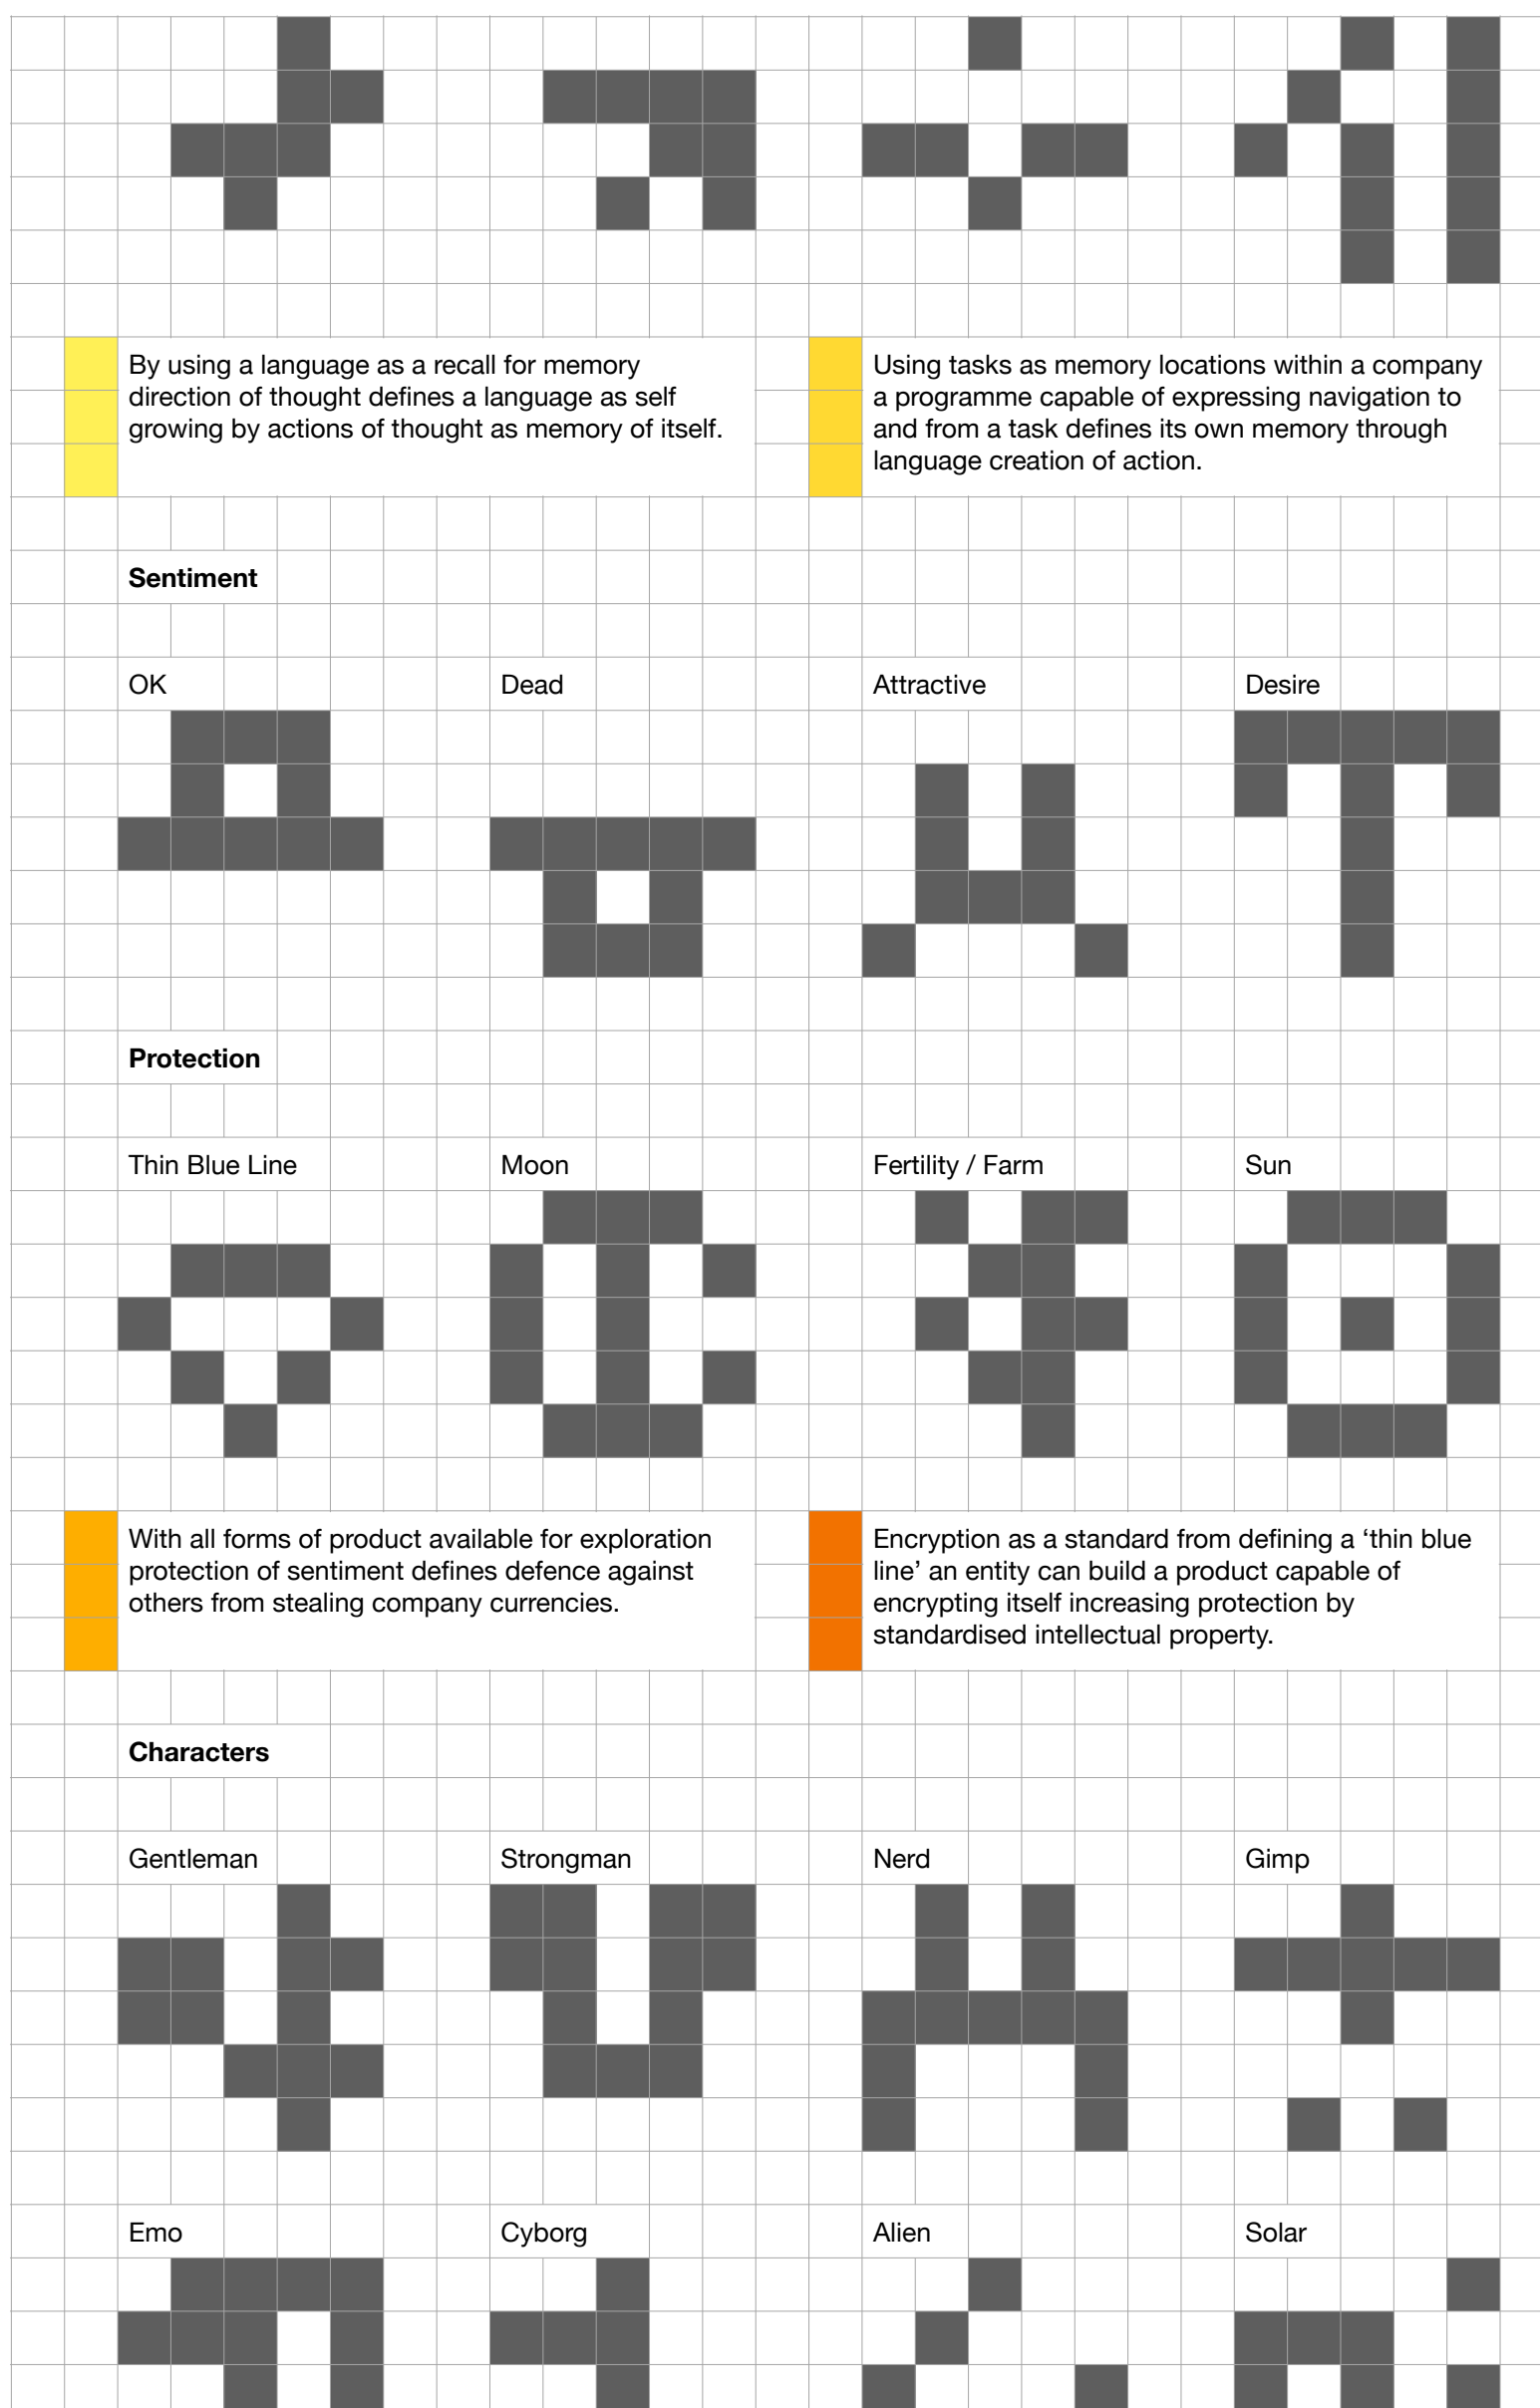 By using a language as a recall for memory
direction of thought defines a language as self
growing by actions of thought as memory of itself.
Using tasks as memory locations within a company
a programme capable of expressing navigation to
and from a task defines its own memory through
language creation of action.
Sentiment
OK
Dead
Attractive
Desire
Protection
Thin Blue Line
Moon
Fertility / Farm
Sun
With all forms of product available for exploration
protection of sentiment defines defence against
others from stealing company currencies.
Encryption as a standard from defining a ‘thin blue
line’ an entity can build a product capable of
encrypting itself increasing protection by
standardised intellectual property.
Characters
Gentleman
Strongman
Nerd
Gimp
Emo
Cyborg
Alien
Solar